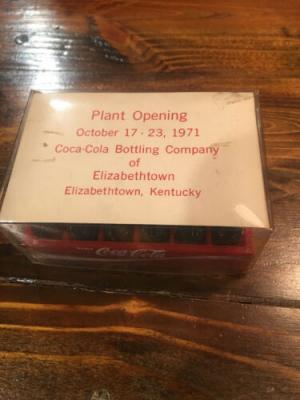 Plant Opening
October 17 - 23, 1971
Coca-Cola Bottling Company
of
Elizabethtown
Elizabethtown, Kentucky
Coca-Cola